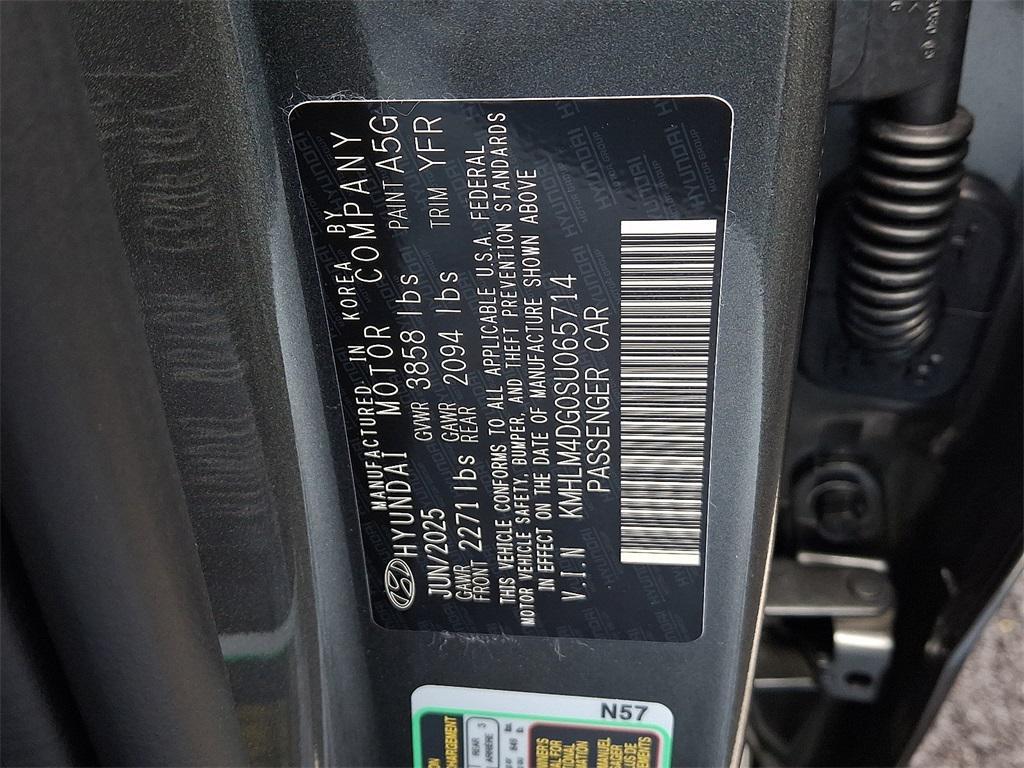 MANUFACTURED IN KOREA BY
HYUNDAI MOTOR COMPANY
JUN/2025 GVWR 3858 lbs PAINT A5G
GAWR FRONT 2271 lbs GAWR REAR 2094 lbs TRIM YFR
THIS VEHICLE CONFORMS TO ALL APPLICABLE U.S.A. FEDERAL
MOTOR VEHICLE SAFETY, BUMPER, AND THEFT PREVENTION STANDARDS
IN EFFECT ON THE DATE OF MANUFACTURE SHOWN ABOVE
V.I.N KMHLM4DG0SU065714
PASSENGER CAR
N57
REAR
ARRIÈRE